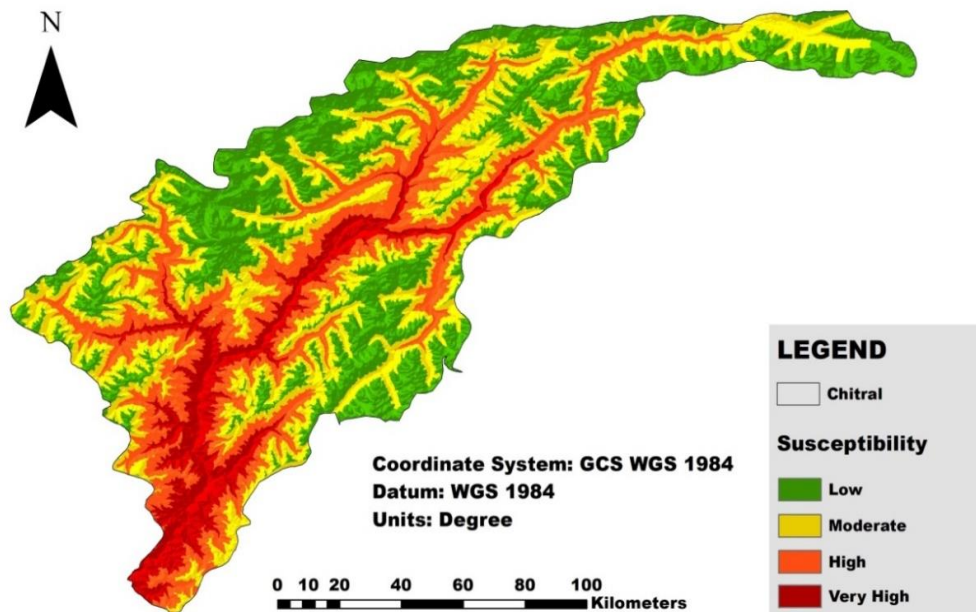 N
LEGEND
Chitral
Susceptibility
Low
Moderate
High
Very High
Coordinate System: GCS WGS 1984
Datum: WGS 1984
Units: Degree
0 10 20 40 60 80 100
Kilometers